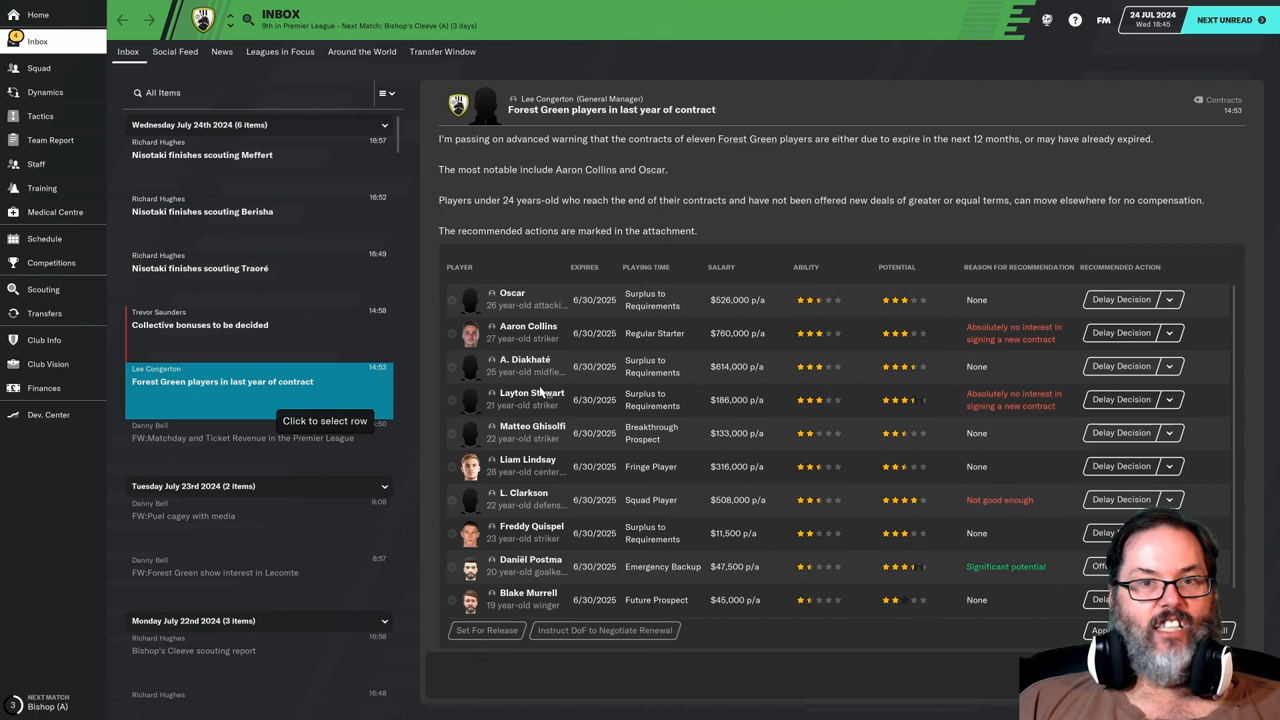 Home
Inbox
4
Squad
Dynamics
Tactics
Team Report
Staff
Training
Medical Centre
Schedule
Competitions
Scouting
Transfers
Club Info
Club Vision
Finances
Dev. Center
3
NEXT MATCH
Bishop (A)
INBOX
9th in Premier League - Next Match: Bishop's Cleeve (A) (3 days)
FM
24 JUL 2024
Wed 18:45
NEXT UNREAD
Inbox
Social Feed
News
Leagues in Focus
Around the World
Transfer Window
All Items
Wednesday July 24th 2024 (6 items)
Richard Hughes 16:57
Nisotaki finishes scouting Meffert
Richard Hughes 16:52
Nisotaki finishes scouting Berisha
Richard Hughes 16:49
Nisotaki finishes scouting Traoré
Trevor Saunders 14:58
Collective bonuses to be decided
Lee Congerton 14:53
Forest Green players in last year of contract
Click to select row
Danny Bell
FW:Matchday and Ticket Revenue in the Premier League
Tuesday July 23rd 2024 (2 items)
Danny Bell 9:08
FW:Puel cagey with media
Danny Bell 8:57
FW:Forest Green show interest in Lecomte
Monday July 22nd 2024 (3 items)
Richard Hughes 16:58
Bishop's Cleeve scouting report
Richard Hughes 16:48
Lee Congerton (General Manager)
Forest Green players in last year of contract
Contracts
14:53
I'm passing on advanced warning that the contracts of eleven Forest Green players are either due to expire in the next 12 months, or may have already expired.
The most notable include Aaron Collins and Oscar.
Players under 24 years-old who reach the end of their contracts and have not been offered new deals of greater or equal terms, can move elsewhere for no compensation.
The recommended actions are marked in the attachment.
PLAYER EXPIRES PLAYING TIME SALARY ABILITY POTENTIAL REASON FOR RECOMMENDATION RECOMMENDED ACTION
Oscar
26 year-old attacki...
6/30/2025
Surplus to
Requirements
$526,000 p/a
None
Delay Decision
Aaron Collins
27 year-old striker
6/30/2025
Regular Starter
$760,000 p/a
Absolutely no interest in
signing a new contract
Delay Decision
A. Diakhaté
25 year-old midfie...
6/30/2025
Surplus to
Requirements
$614,000 p/a
None
Delay Decision
Layton Stewart
21 year-old striker
6/30/2025
Surplus to
Requirements
$186,000 p/a
Absolutely no interest in
signing a new contract
Delay Decision
Matteo Ghisolfi
22 year-old striker
6/30/2025
Breakthrough
Prospect
$133,000 p/a
None
Delay Decision
Liam Lindsay
28 year-old center...
6/30/2025
Fringe Player
$316,000 p/a
None
Delay Decision
L. Clarkson
22 year-old defens...
6/30/2025
Squad Player
$508,000 p/a
Not good enough
Delay Decision
Freddy Quispel
23 year-old striker
6/30/2025
Surplus to
Requirements
$11,500 p/a
None
Daniël Postma
20 year-old goalke...
6/30/2025
Emergency Backup
$47,500 p/a
Significant potential
Blake Murrell
19 year-old winger
6/30/2025
Future Prospect
$45,000 p/a
None
Set For Release
Instruct DoF to Negotiate Renewal